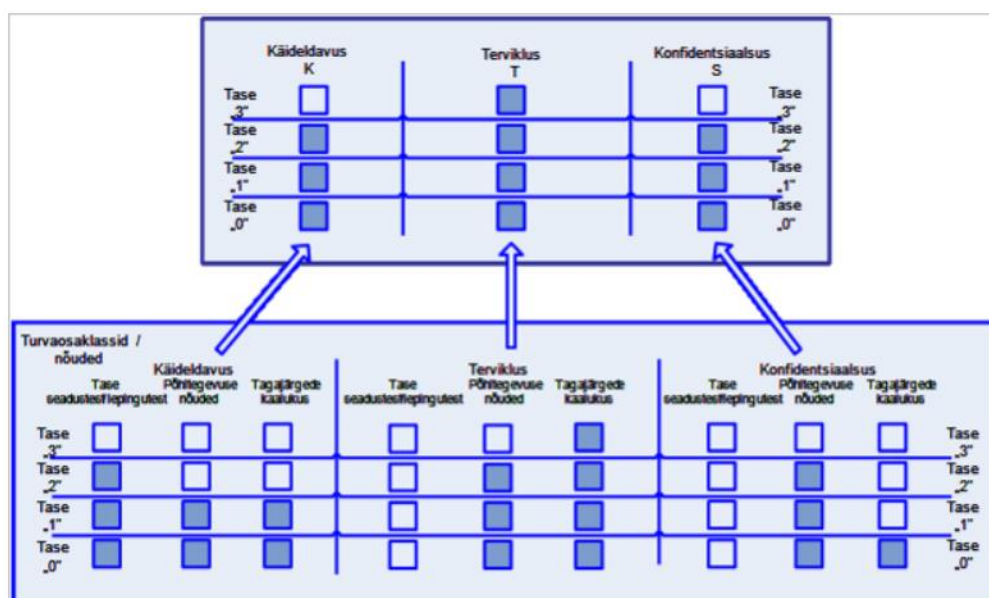 Käideldavus Terviklus Konfidentsiaalsus
K T S
Tase Tase
„3" „3"
Tase Tase
„2" „2"
Tase Tase
„1" „1"
Tase Tase
„0" „0"
Turvaosaklassid /
nõuded
Käideldavus Terviklus Konfidentsiaalsus
Tase Põhitegevuse Tagajärgede Tase Põhitegevuse Tagajärgede Tase Põhitegevuse Tagajärgede
seadustest/lepingutest nõuded kaalukus seadustest/lepingutest nõuded kaalukus seadustest/lepingutest nõuded kaalukus
Tase Tase
„3" „3"
Tase Tase
„2" „2"
Tase Tase
„1" „1"
Tase Tase
„0" „0"